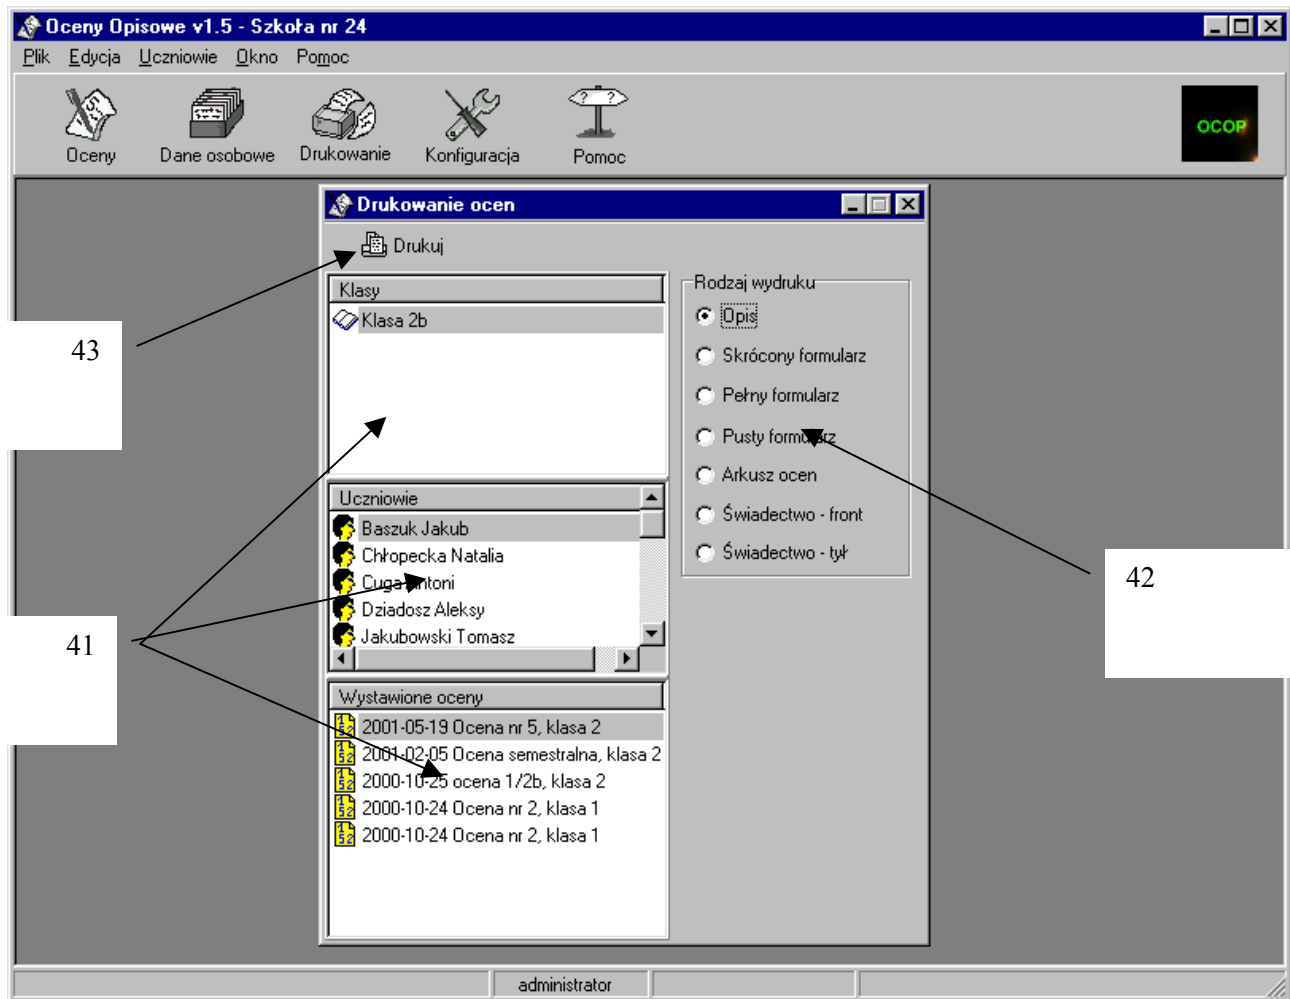 Oceny Opisowe v1.5 - Szkoła nr 24
Plik Edycja Uczniowie Okno Pomoc
Oceny Dane osobowe Drukowanie Konfiguracja Pomoc
OCOP
Drukowanie ocen
Drukuj
Klasy
Klasa 2b
Rodzaj wydruku
Opis
Skrócony formularz
Pełny formularz
Pusty formularz
Arkusz ocen
Świadectwo - front
Świadectwo - tył
43
Uczniowie
Baszuk Jakub
Chłopecka Natalia
Cuga Antoni
Dziadosz Aleksy
Jakubowski Tomasz
42
41
Wystawione oceny
2001-05-19 Ocena nr 5, klasa 2
2001-02-05 Ocena semestralna, klasa 2
2000-10-25 ocena 1/2b, klasa 2
2000-10-24 Ocena nr 2, klasa 1
2000-10-24 Ocena nr 2, klasa 1
administrator